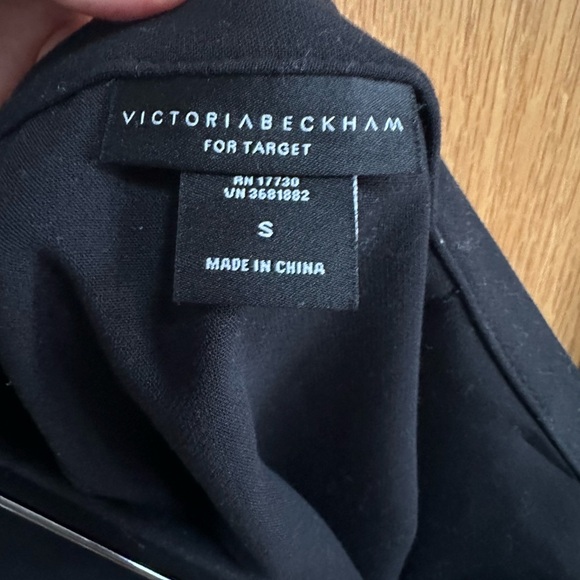 VICTORIABECKHAM
FOR TARGET
RN 17730
VN 3681882
S
MADE IN CHINA